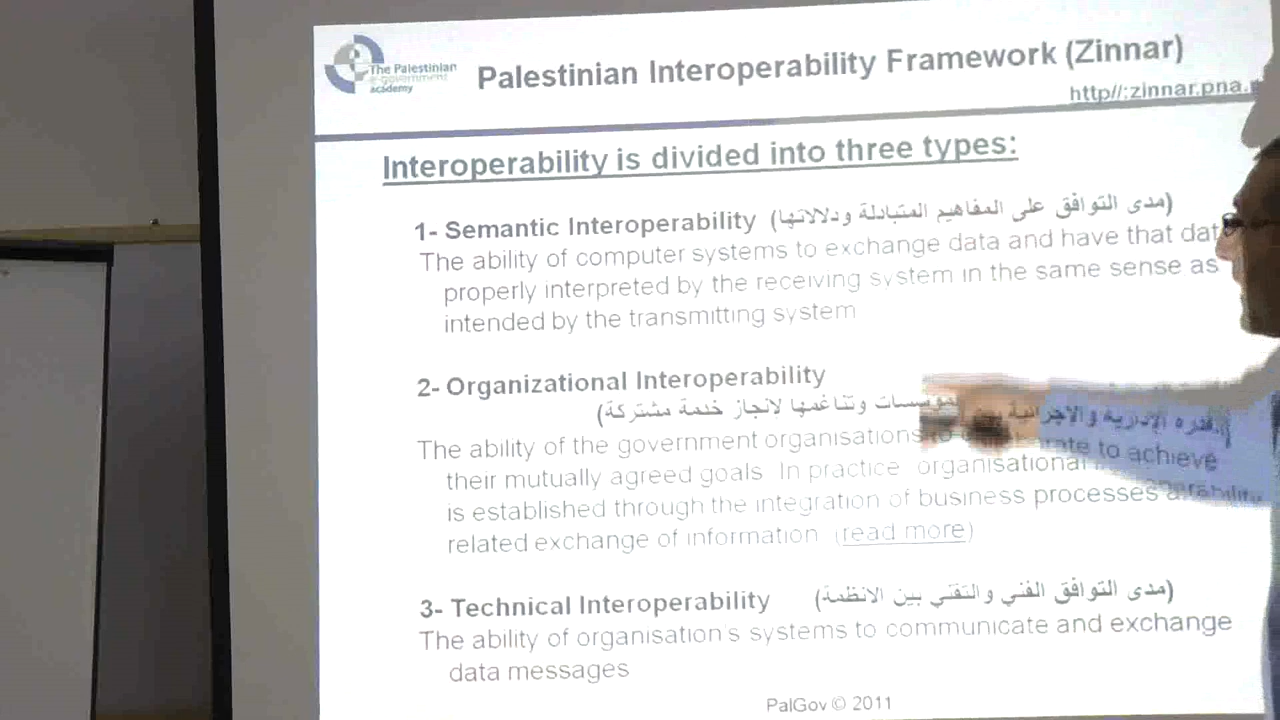 The Palestinian
e-government
academy
Palestinian Interoperability Framework (Zinnar)
http//:zinnar.pna.
Interoperability is divided into three types:
1- Semantic Interoperability (مدى التوافق على المفاهيم المتبادلة ودلالاتها)
The ability of computer systems to exchange data and have that
properly interpreted by the receiving system in the same sense as
intended by the transmitting system
2- Organizational Interoperability
الادارية والاجرائية وتناغمها لانجاز خدمة مشتركة)
The ability of the government organisations to achieve
their mutually agreed goals In practice organisational
is established through the integration of business processes
related exchange of information (read more)
3- Technical Interoperability (مدى التوافق الفني والتقني بين الانظمة)
The ability of organisation's systems to communicate and exchange
data messages
PalGov © 2011